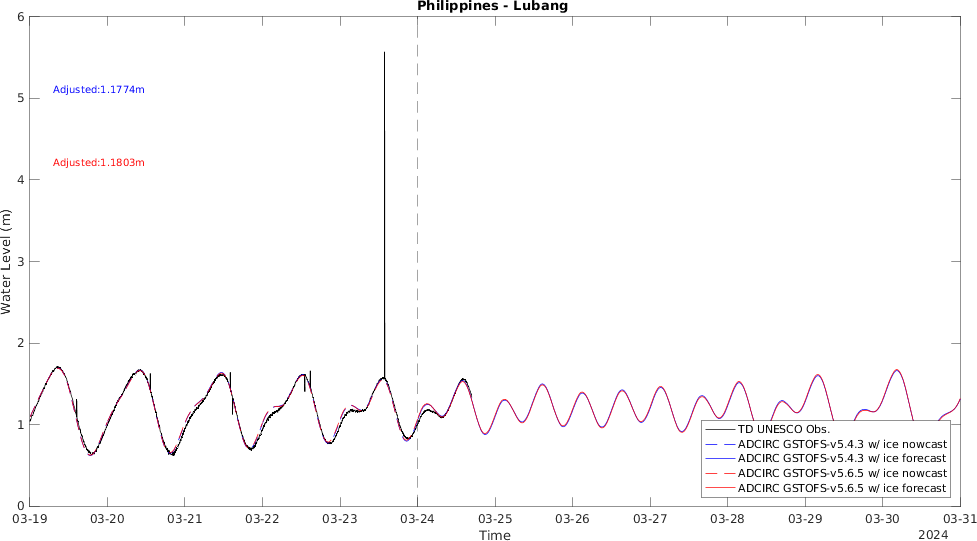 Philippines - Lubang
6
5
4
3
2
1
0
Water Level (m)
Adjusted:1.1774m
Adjusted:1.1803m
TD UNESCO Obs.
ADCIRC GSTOFS-v5.4.3 w/ ice nowcast
ADCIRC GSTOFS-v5.4.3 w/ ice forecast
ADCIRC GSTOFS-v5.6.5 w/ ice nowcast
ADCIRC GSTOFS-v5.6.5 w/ ice forecast
03-19 03-20 03-21 03-22 03-23 03-24 03-25 03-26 03-27 03-28 03-29 03-30 03-31
Time
2024